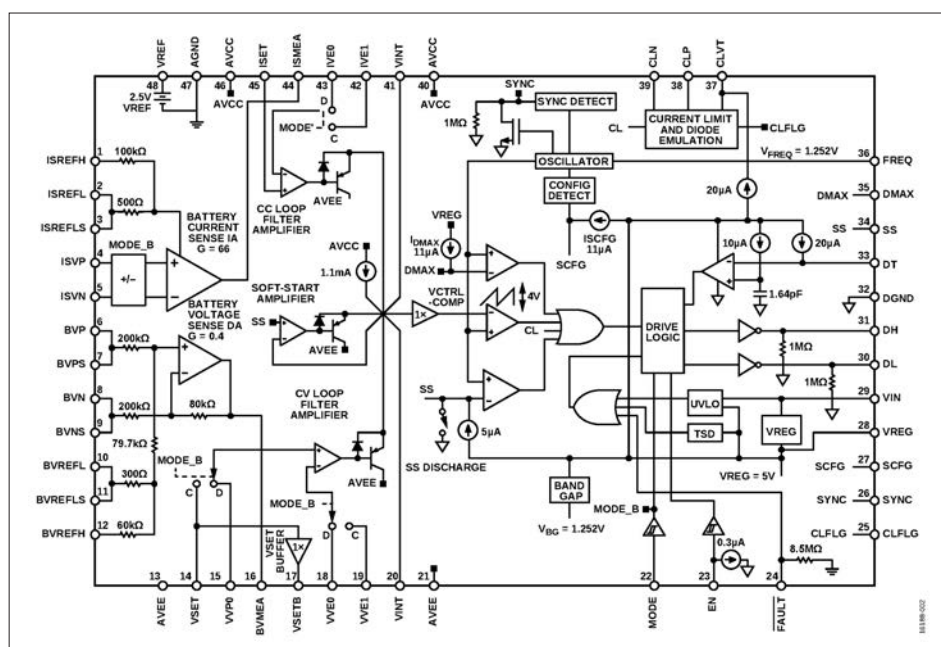 VREF
AGND
AVCC
ISET
ISMEA
IVE0
IVE1
VINT
AVCC
CLN
CLP
CLVT
48
47
46
45
44
43
42
41
40
39
38
37
2.5V
VREF
AVCC
MODE'
D
C
AVCC
SYNC
SYNC DETECT
1MΩ
CL
CURRENT LIMIT
AND DIODE
EMULATION
CLFLG
OSCILLATOR
VFREQ = 1.252V
CONFIG
DETECT
20µA
ISREFH
1
100kΩ
ISREFL
2
500Ω
ISREFLS
3
BATTERY
CURRENT
SENSE IA
G = 66
CC LOOP
FILTER
AMPLIFIER
AVEE
ISVP
4
MODE_B
+/–
ISVN
5
BATTERY
VOLTAGE
SENSE DA
G = 0.4
AVCC
1.1mA
SOFT-START
AMPLIFIER
SS
AVEE
VREG
IDMAX
11µA
DMAX
VCTRL
-COMP
1×
4V
CL
SCFG
ISCFG
11µA
10µA
20µA
1.64pF
DRIVE
LOGIC
1MΩ
1MΩ
BVP
6
200kΩ
BVPS
7
BVN
8
200kΩ
80kΩ
BVNS
9
79.7kΩ
BVREFL
10
300Ω
BVREFLS
11
60kΩ
BVREFH
12
MODE_B
C
D
CV LOOP
FILTER
AMPLIFIER
AVEE
MODE_B
D
C
VSET
BUFFER
1×
SS
5µA
SS DISCHARGE
BAND
GAP
VBG = 1.252V
UVLO
TSD
VREG
VREG = 5V
MODE_B
0.3µA
8.5MΩ
36
FREQ
35
DMAX
DMAX
34
SS
SS
33
DT
32
DGND
31
DH
30
DL
29
VIN
28
VREG
27
SCFG
SCFG
26
SYNC
SYNC
25
CLFLG
CLFLG
13
14
15
16
17
18
19
20
21
22
23
24
AVEE
VSET
VVP0
BVMEA
VSETB
VVE0
VVE1
VINT
AVEE
MODE
EN
FAULT
16188-002